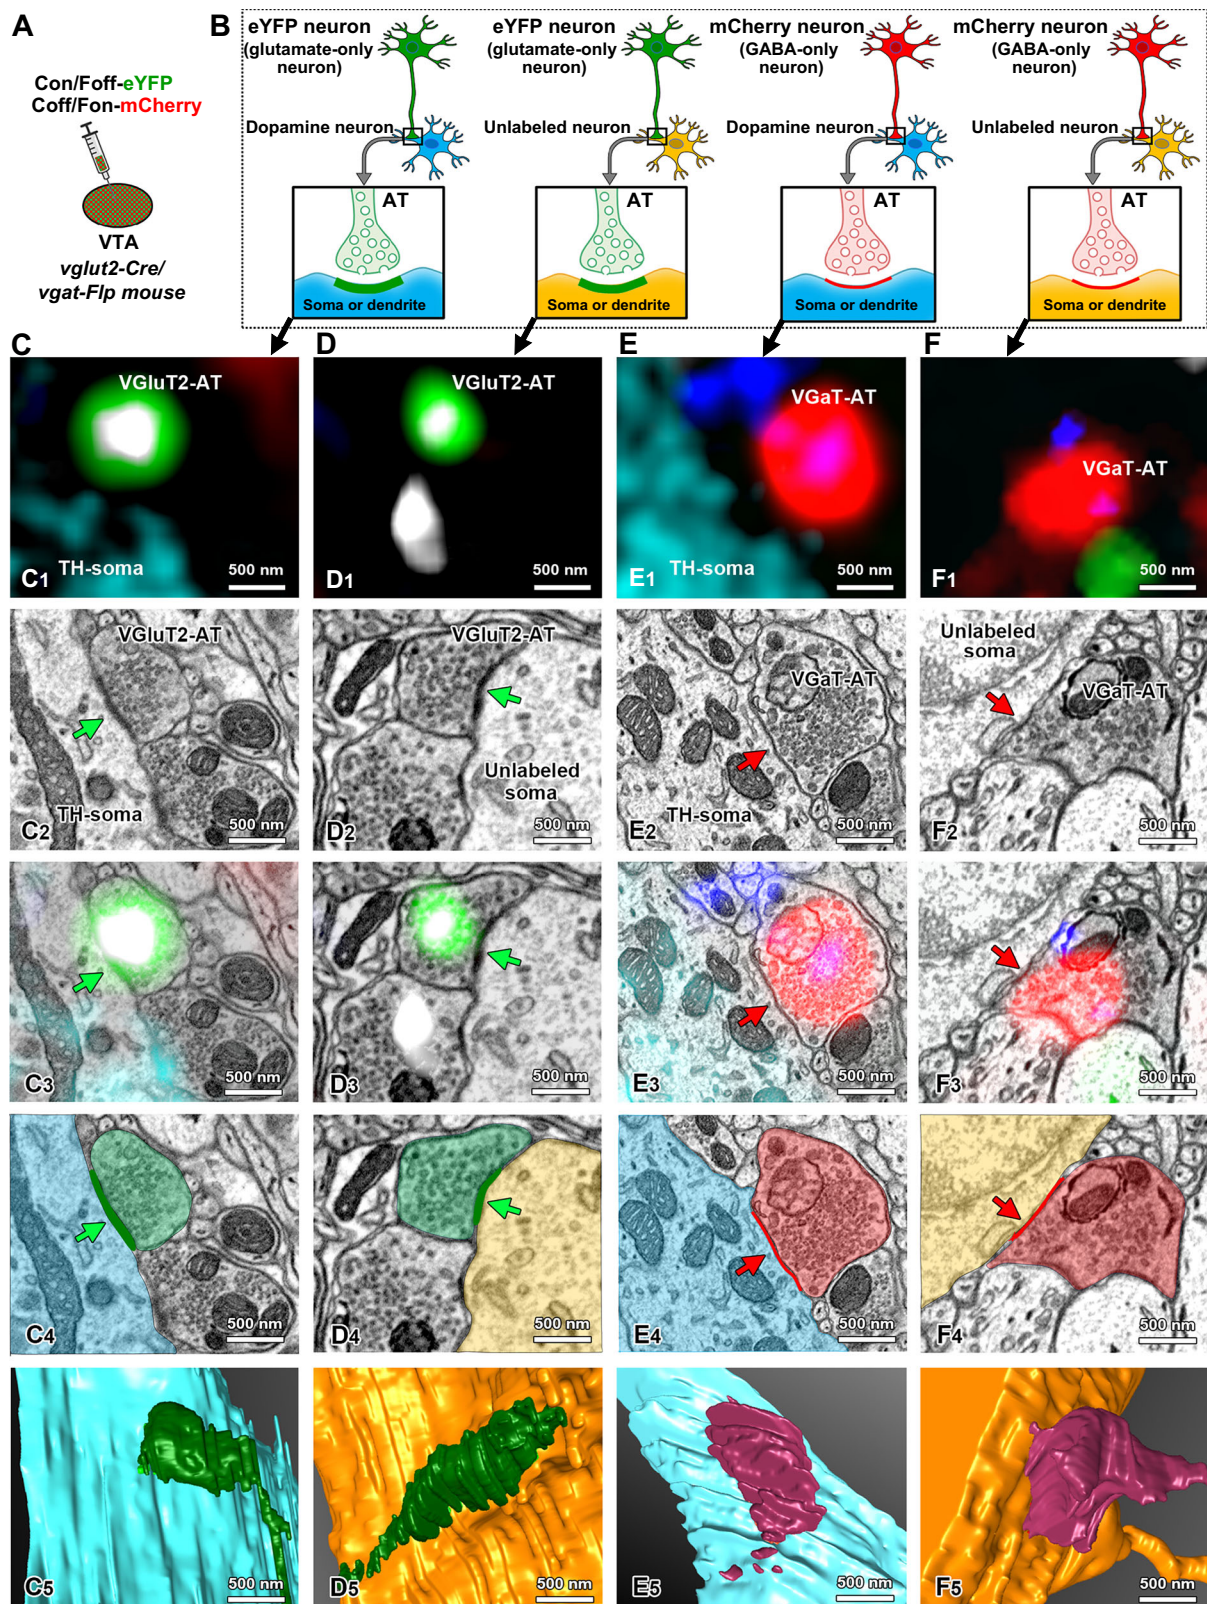 A
Con/Foff-eYFP
Coff/Fon-mCherry
VTA
vglut2-Cre/
vgat-Flp mouse
B
eYFP neuron
(glutamate-only
neuron)
Dopamine neuron
AT
Soma or dendrite
eYFP neuron
(glutamate-only
neuron)
Unlabeled neuron
AT
Soma or dendrite
mCherry neuron
(GABA-only
neuron)
Dopamine neuron
AT
Soma or dendrite
mCherry neuron
(GABA-only
neuron)
Unlabeled neuron
AT
Soma or dendrite
C
D
E
F
VGluT2-AT
TH-soma
C1
500 nm
VGluT2-AT
D1
500 nm
VGaT-AT
TH-soma
E1
500 nm
VGaT-AT
F1
500 nm
VGluT2-AT
TH-soma
C2
500 nm
VGluT2-AT
Unlabeled
soma
D2
500 nm
VGaT-AT
TH-soma
E2
500 nm
Unlabeled
soma
VGaT-AT
F2
500 nm
C3
500 nm
D3
500 nm
E3
500 nm
F3
500 nm
C4
500 nm
D4
500 nm
E4
500 nm
F4
500 nm
C5
500 nm
D5
500 nm
E5
500 nm
F5
500 nm